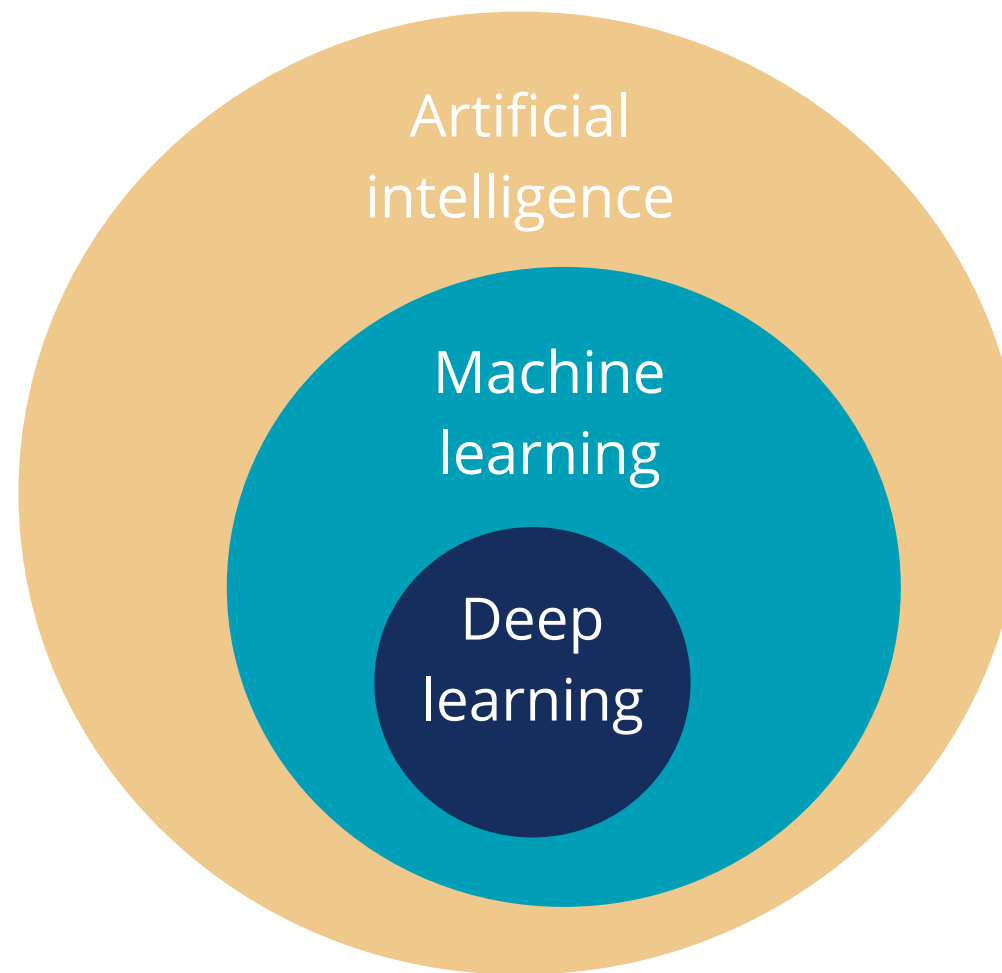 Artificial
intelligence
Machine
learning
Deep
learning